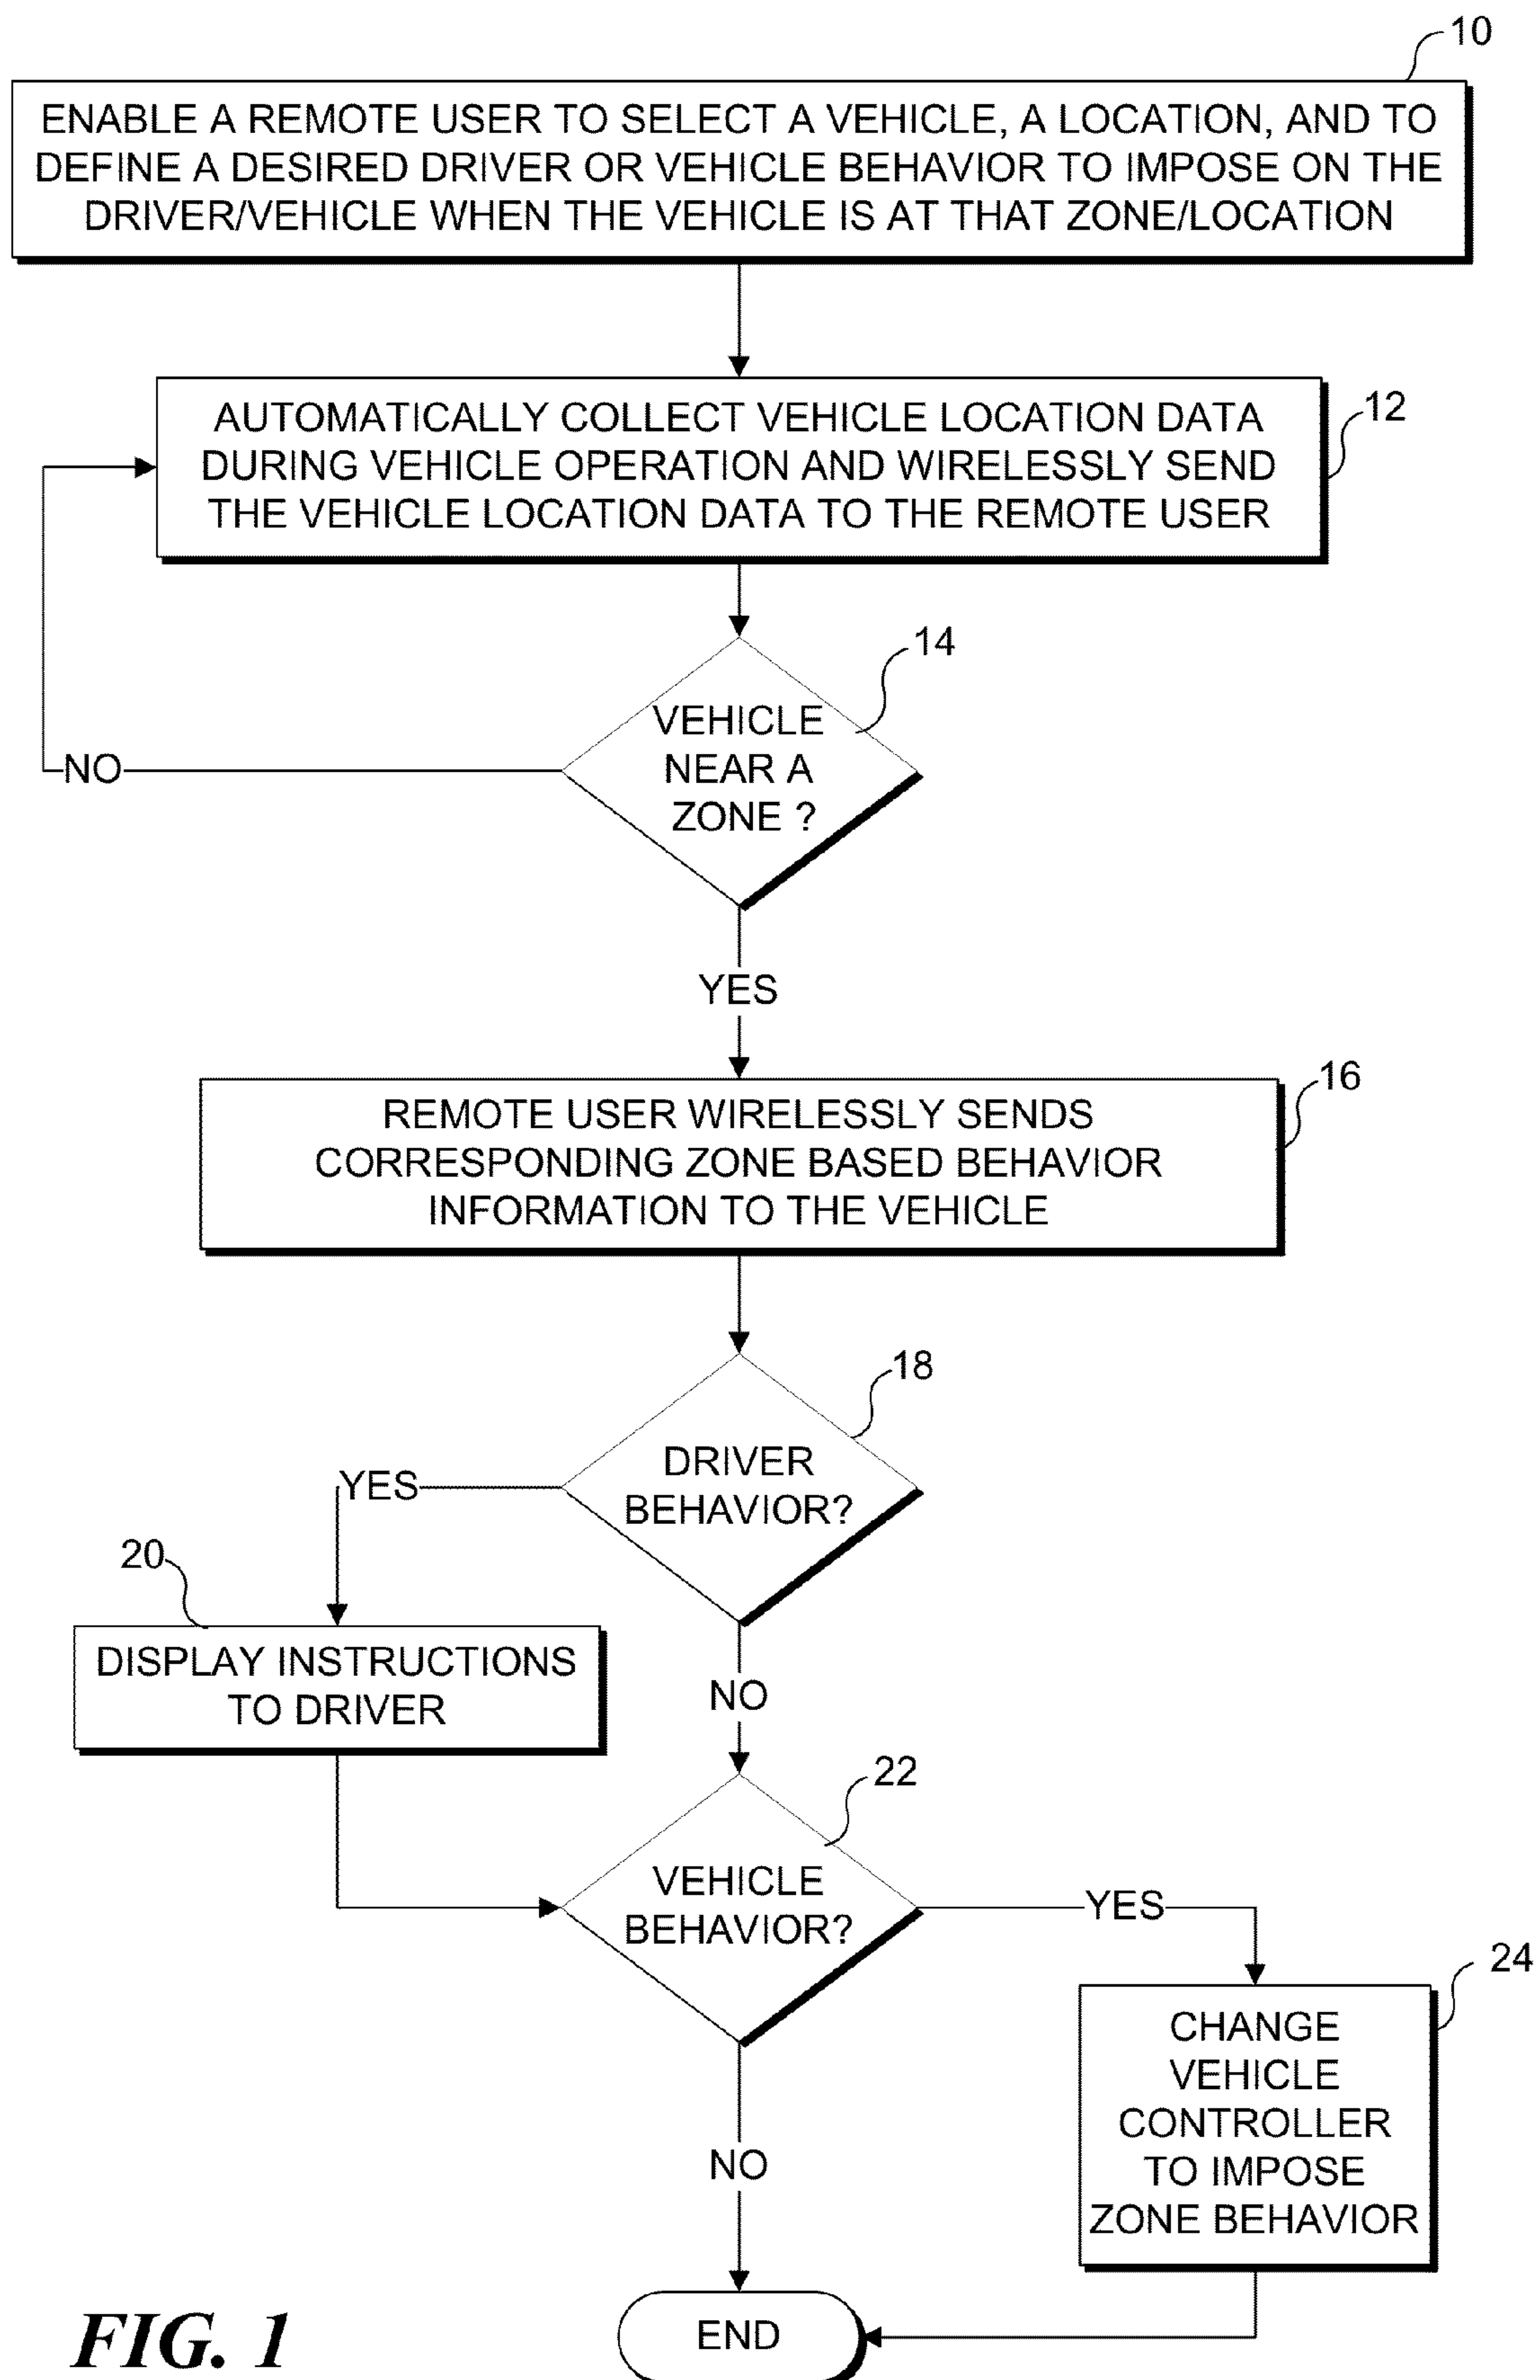 10
ENABLE A REMOTE USER TO SELECT A VEHICLE, A LOCATION, AND TO
DEFINE A DESIRED DRIVER OR VEHICLE BEHAVIOR TO IMPOSE ON THE
DRIVER/VEHICLE WHEN THE VEHICLE IS AT THAT ZONE/LOCATION
12
AUTOMATICALLY COLLECT VEHICLE LOCATION DATA
DURING VEHICLE OPERATION AND WIRELESSLY SEND
THE VEHICLE LOCATION DATA TO THE REMOTE USER
14
VEHICLE
NEAR A
ZONE ?
NO
YES
16
REMOTE USER WIRELESSLY SENDS
CORRESPONDING ZONE BASED BEHAVIOR
INFORMATION TO THE VEHICLE
18
DRIVER
BEHAVIOR?
YES
20
DISPLAY INSTRUCTIONS
TO DRIVER
NO
22
VEHICLE
BEHAVIOR?
YES
24
CHANGE
VEHICLE
CONTROLLER
TO IMPOSE
ZONE BEHAVIOR
NO
END
FIG. 1